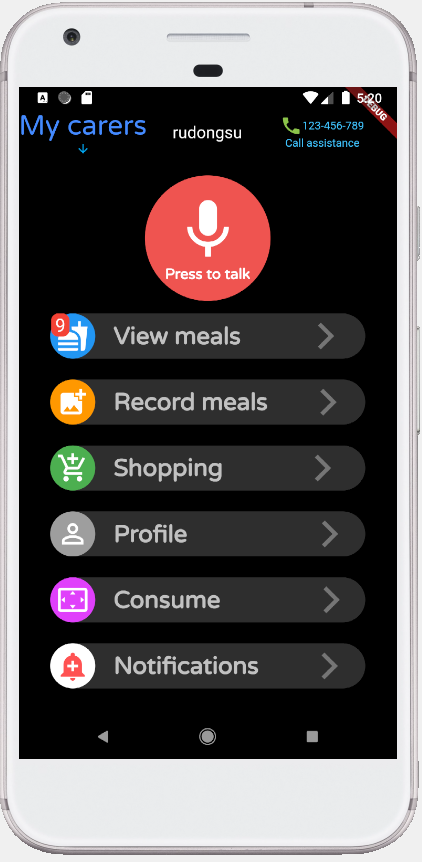 A
5:20
DEBUG
My carers
rudongsu
123-456-789
Call assistance
Press to talk
9
View meals
Record meals
Shopping
Profile
Consume
Notifications